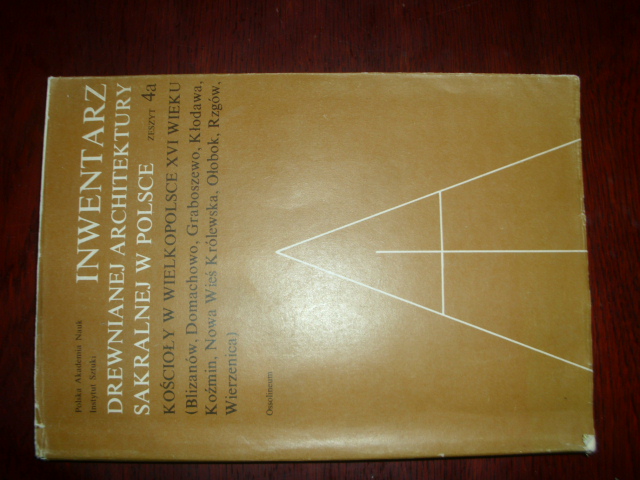 Polska Akademia Nauk
Instytut Sztuki
INWENTARZ
DREWNIANEJ ARCHITEKTURY
SAKRALNEJ W POLSCE ZESZYT 4a
KOŚCIOŁY W WIELKOPOLSCE XVI WIEKU
(Blizanów, Domachowo, Graboszewo, Kłodawa,
Koźmin, Nowa Wieś Królewska, Ołobok, Rzgów,
Wierzenica)
Ossolineum